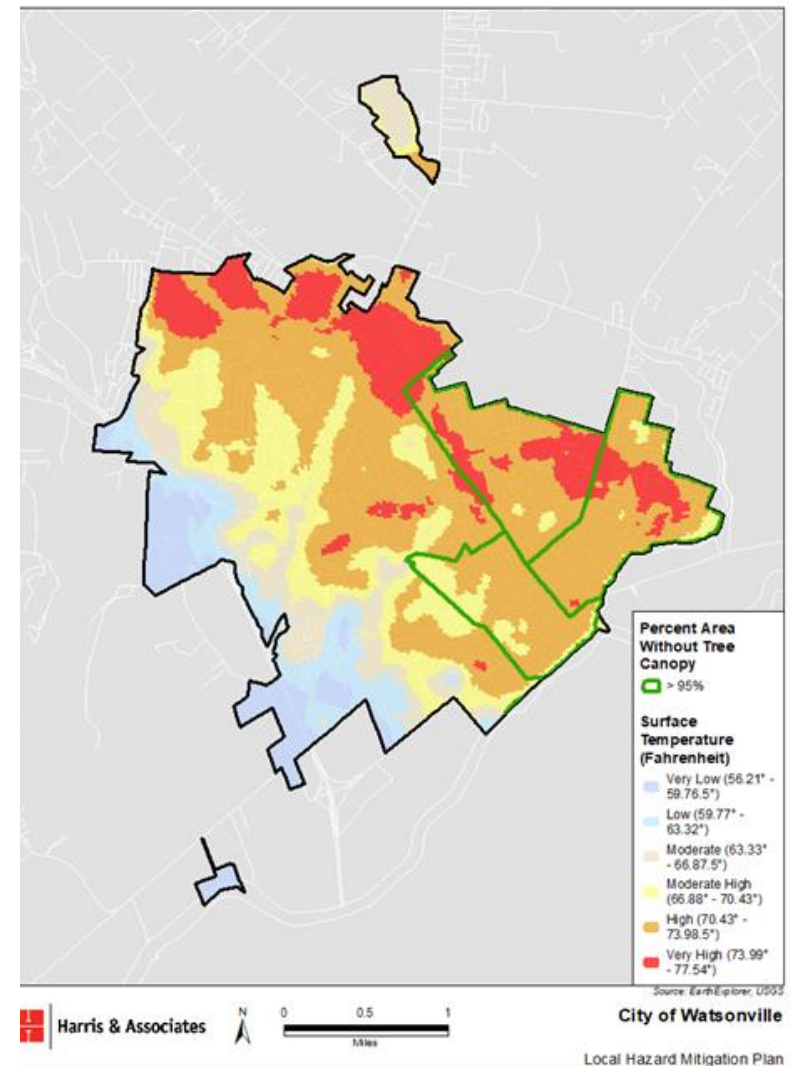 Percent Area
Without Tree
Canopy
> 95%
Surface
Temperature
(Fahrenheit)
Very Low (56.21° -
59.76.5°)
Low (59.77° -
63.32°)
Moderate (63.33°
- 66.87.5°)
Moderate High
(66.88° - 70.43°)
High (70.43° -
73.98.5°)
Very High (73.99°
- 77.54°)
Source: EarthExplorer, USGS
Harris & Associates
N
0 0.5 1
Miles
City of Watsonville
Local Hazard Mitigation Plan